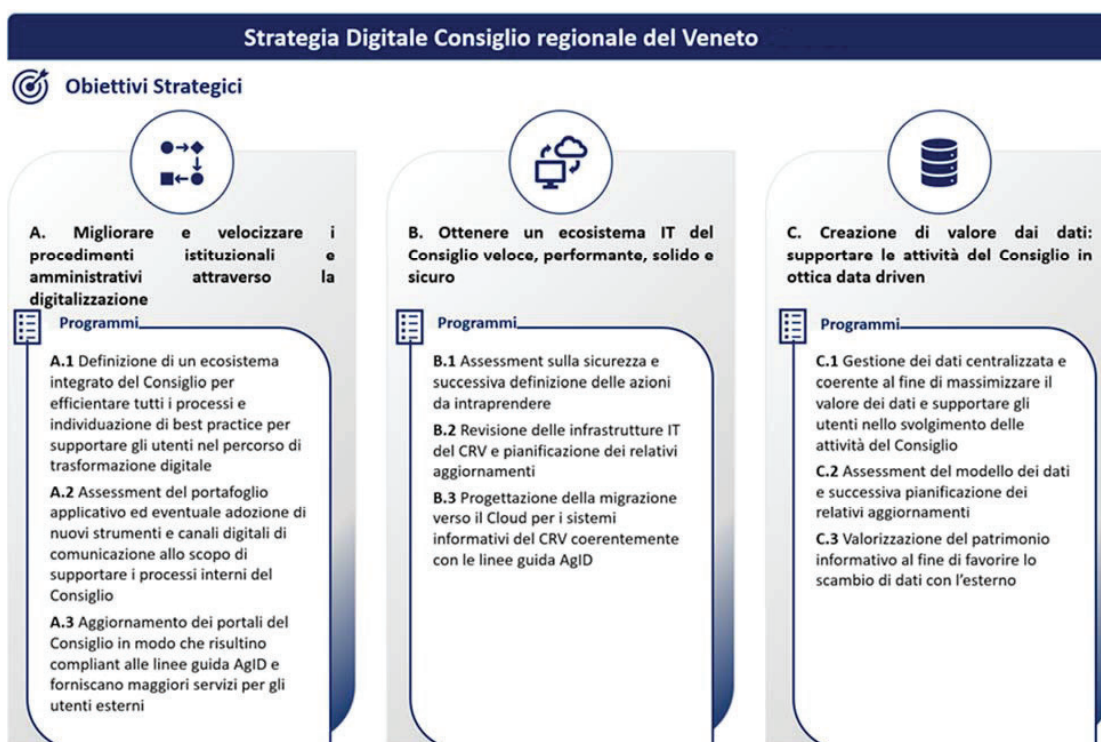 Strategia Digitale Consiglio regionale del Veneto
Obiettivi Strategici
A. Migliorare e velocizzare i
procedimenti istituzionali e
amministrativi attraverso la
digitalizzazione
Programmi
A.1 Definizione di un ecosistema
integrato del Consiglio per
efficientare tutti i processi e
individuazione di best practice per
supportare gli utenti nel percorso di
trasformazione digitale
A.2 Assessment del portafoglio
applicativo ed eventuale adozione di
nuovi strumenti e canali digitali di
comunicazione allo scopo di
supportare i processi interni del
Consiglio
A.3 Aggiornamento dei portali del
Consiglio in modo che risultino
compliant alle linee guida AgID e
forniscano maggiori servizi per gli
utenti esterni
B. Ottenere un ecosistema IT del
Consiglio veloce, performante, solido e
sicuro
Programmi
B.1 Assessment sulla sicurezza e
successiva definizione delle azioni
da intraprendere
B.2 Revisione delle infrastrutture IT
del CRV e pianificazione dei relativi
aggiornamenti
B.3 Progettazione della migrazione
verso il Cloud per i sistemi
informativi del CRV coerentemente
con le linee guida AgID
C. Creazione di valore dai dati:
supportare le attività del Consiglio in
ottica data driven
Programmi
C.1 Gestione dei dati centralizzata e
coerente al fine di massimizzare il
valore dei dati e supportare gli
utenti nello svolgimento delle
attività del Consiglio
C.2 Assessment del modello dei dati
e successiva pianificazione dei
relativi aggiornamenti
C.3 Valorizzazione del patrimonio
informativo al fine di favorire lo
scambio di dati con l'esterno